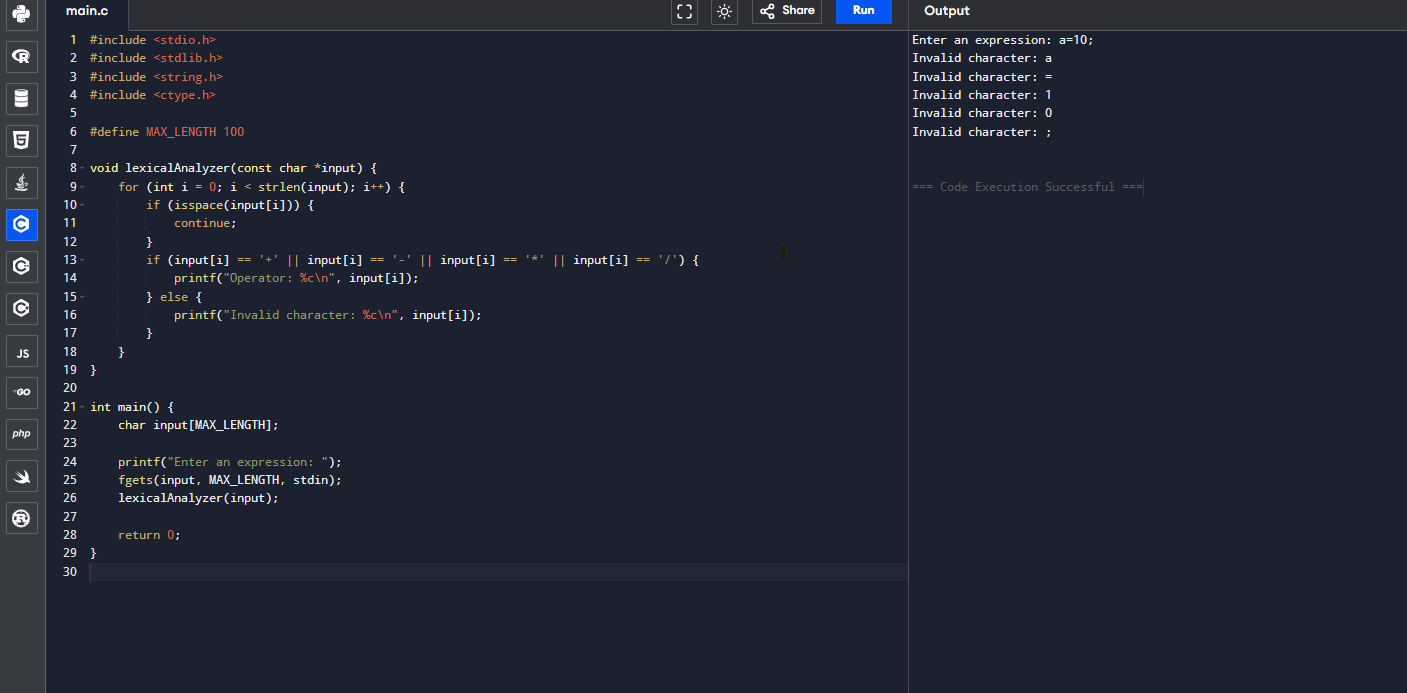 main.c
Share
Run
Output
1 #include <stdio.h>
2 #include <stdlib.h>
3 #include <string.h>
4 #include <ctype.h>
5
6 #define MAX_LENGTH 100
7
8 void lexicalAnalyzer(const char *input) {
9     for (int i = 0; i < strlen(input); i++) {
10         if (isspace(input[i])) {
11             continue;
12         }
13         if (input[i] == '+' || input[i] == '-' || input[i] == '*' || input[i] == '/') {
14             printf("Operator: %c\n", input[i]);
15         } else {
16             printf("Invalid character: %c\n", input[i]);
17         }
18     }
19 }
20
21 int main() {
22     char input[MAX_LENGTH];
23
24     printf("Enter an expression: ");
25     fgets(input, MAX_LENGTH, stdin);
26     lexicalAnalyzer(input);
27
28     return 0;
29 }
30
Enter an expression: a=10;
Invalid character: a
Invalid character: =
Invalid character: 1
Invalid character: 0
Invalid character: ;
=== Code Execution Successful ===
R
5
C
C
C
JS
GO
php
R